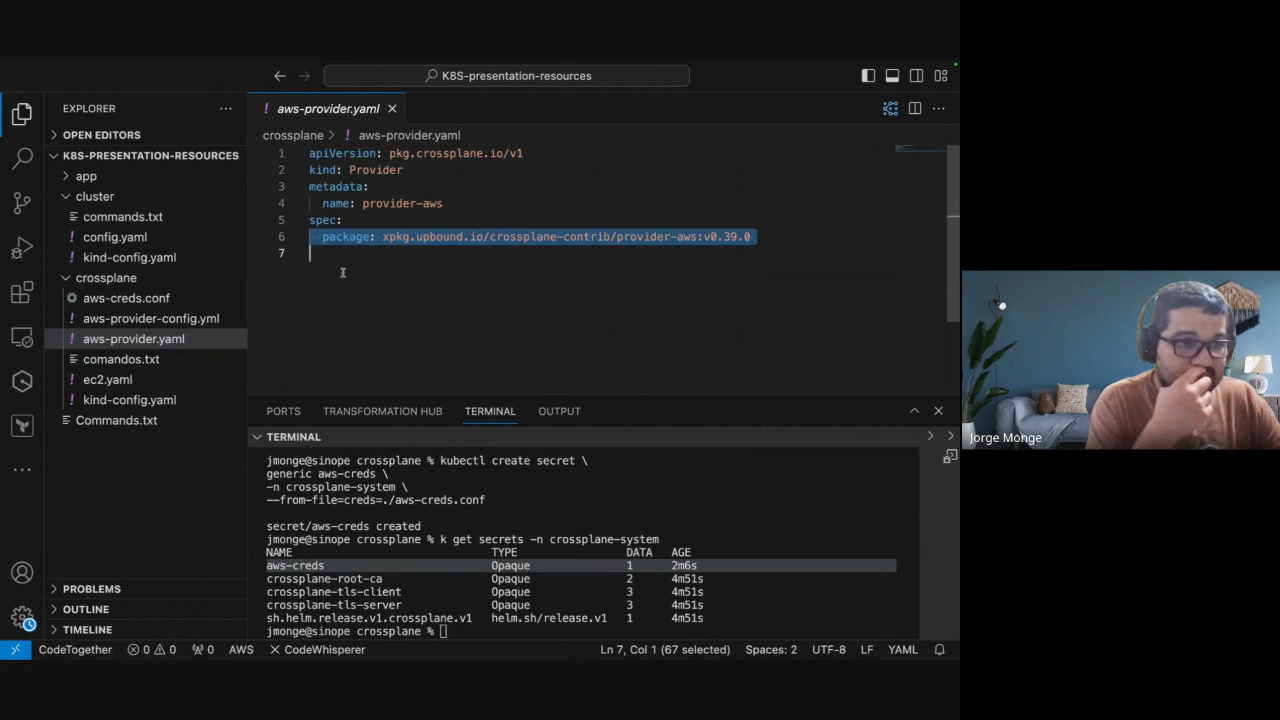 K8S-presentation-resources
EXPLORER
aws-provider.yaml
OPEN EDITORS
crossplane
aws-provider.yaml
K8S-PRESENTATION-RESOURCES
app
cluster
commands.txt
config.yaml
kind-config.yaml
crossplane
aws-creds.conf
aws-provider-config.yml
aws-provider.yaml
comandos.txt
ec2.yaml
kind-config.yaml
Commands.txt
1 apiVersion: pkg.crossplane.io/v1
2 kind: Provider
3 metadata:
4 name: provider-aws
5 spec:
6 package: xpkg.upbound.io/crossplane-contrib/provider-aws:v0.39.0
7
PORTS TRANSFORMATION HUB TERMINAL OUTPUT
TERMINAL
jmonge@sinope crossplane % kubectl create secret \
generic aws-creds \
-n crossplane-system \
--from-file=creds=./aws-creds.conf
secret/aws-creds created
jmonge@sinope crossplane % k get secrets -n crossplane-system
NAME TYPE DATA AGE
aws-creds Opaque 1 2m6s
crossplane-root-ca Opaque 2 4m51s
crossplane-tls-client Opaque 3 4m51s
crossplane-tls-server Opaque 3 4m51s
sh.helm.release.v1.crossplane.v1 helm.sh/release.v1 1 4m51s
jmonge@sinope crossplane %
PROBLEMS
OUTLINE
TIMELINE
CodeTogether 0 0 0 AWS CodeWhisperer Ln 7, Col 1 (67 selected) Spaces: 2 UTF-8 LF YAML
Jorge Monge